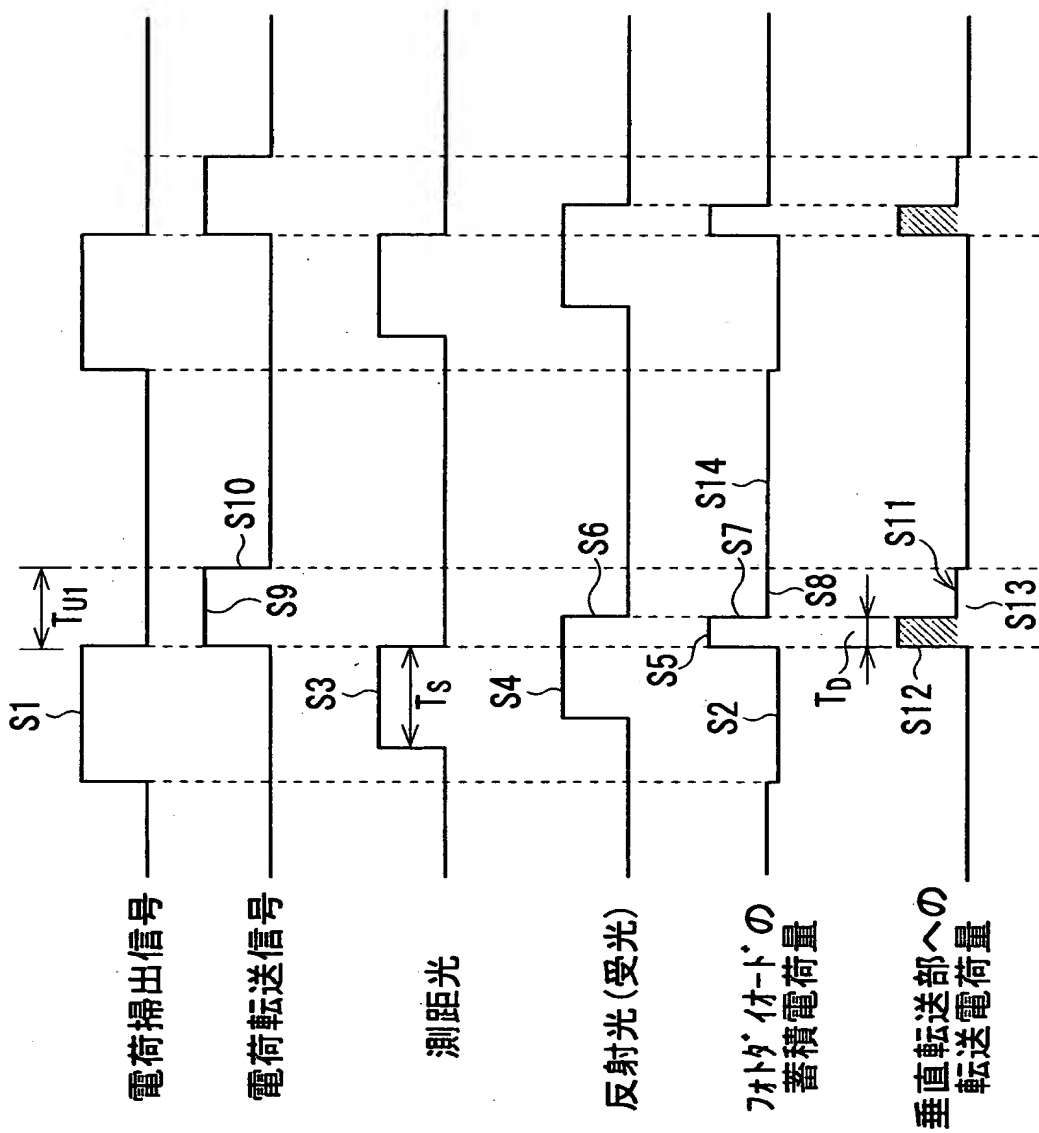 電荷掃出信号
S1
TU1
電荷転送信号
S9
S10
測距光
S3
TS
反射光(受光)
S4
S6
フォトダイオードの
蓄積電荷量
S2
S5
S7
S8
S14
TD
垂直転送部への
転送電荷量
S12
S11
S13